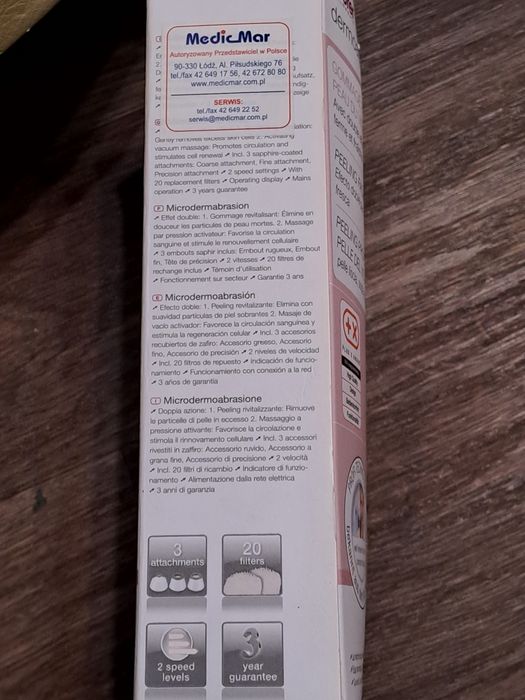 MedicMar
Autoryzowany Przedstawiciel w Polsce
90-330 Łódź, Al. Piłsudskiego 76
tel./fax 42 649 17 56, 42 672 80 80
www.medicmar.com.pl
SERWIS:
tel./fax 42 649 22 52
serwis@medicmar.com.pl
vacuum massage: Promotes circulation and
stimulates cell renewal ➚ Incl. 3 sapphire-coated
attachments: Coarse attachment, Fine attachment,
Precision attachment ➚ 2 speed settings ➚ With
20 replacement filters ➚ Operating display ➚ Mains
operation ➚ 3 years guarantee
F Microdermabrasion
➚ Effet double: 1. Gommage revitalisant: Élimine en
douceur les particules de peau mortes. 2. Massage
par pression activateur: Favorise la circulation
sanguine et stimule le renouvellement cellulaire
➚ 3 embouts saphir inclus: Embout rugueux, Embout
fin, Tête de précision ➚ 2 vitesses ➚ 20 filtres de
rechange inclus ➚ Témoin d'utilisation
➚ Fonctionnement sur secteur ➚ Garantie 3 ans
E Microdermoabrasión
➚ Efecto doble: 1. Peeling revitalizante: Elimina con
suavidad partículas de piel sobrantes 2. Masaje de
vacío activador: Favorece la circulación sanguínea y
estimula la regeneración celular ➚ Incl. 3 accesorios
recubiertos de zafiro: Accesorio grueso, Accesorio
fino, Accesorio de precisión ➚ 2 niveles de velocidad
➚ Incl. 20 filtros de repuesto ➚ Indicación de funcio-
namiento ➚ Funcionamiento con conexión a la red
➚ 3 años de garantía
I Microdermoabrasione
➚ Doppia azione: 1. Peeling rivitalizzante: Rimuove
le particelle di pelle in eccesso 2. Massaggio a
pressione attivante: Favorisce la circolazione e
stimola il rinnovamento cellulare ➚ Incl. 3 accessori
rivestiti in zaffiro: Accessorio ruvido, Accessorio a
grana fine, Accessorio di precisione ➚ 2 velocità
➚ Incl. 20 filtri di ricambio ➚ Indicatore di funzio-
namento ➚ Alimentazione dalla rete elettrica
➚ 3 anni di garanzia
3
attachments
20
filters
2 speed
levels
3
year
guarantee